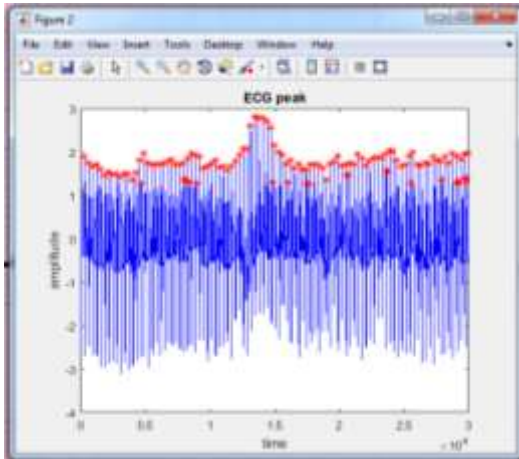 Figure 2
File Edit View Insert Tools Desktop Window Help
ECG peak
3
2
1
0
-1
-2
-3
-4
amplitude
0 0.5 1 1.5 2 2.5 3
time
× 10⁴